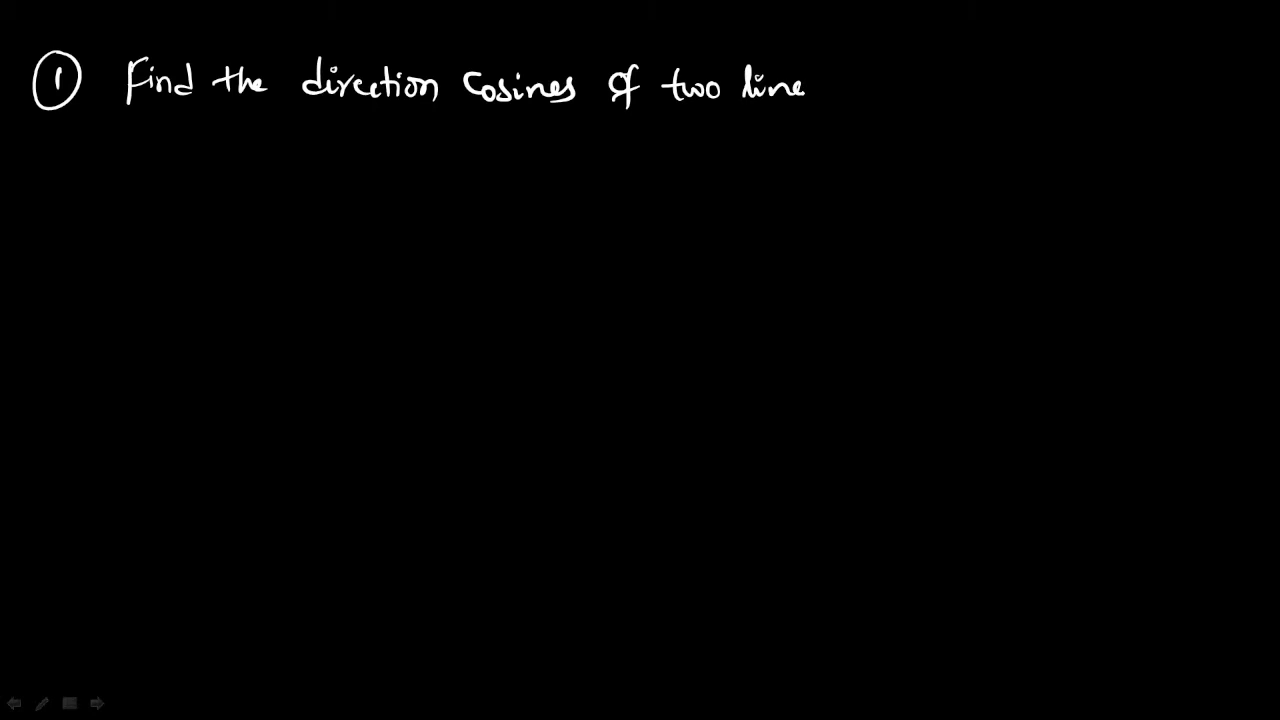 ① Find the direction Cosines of two line